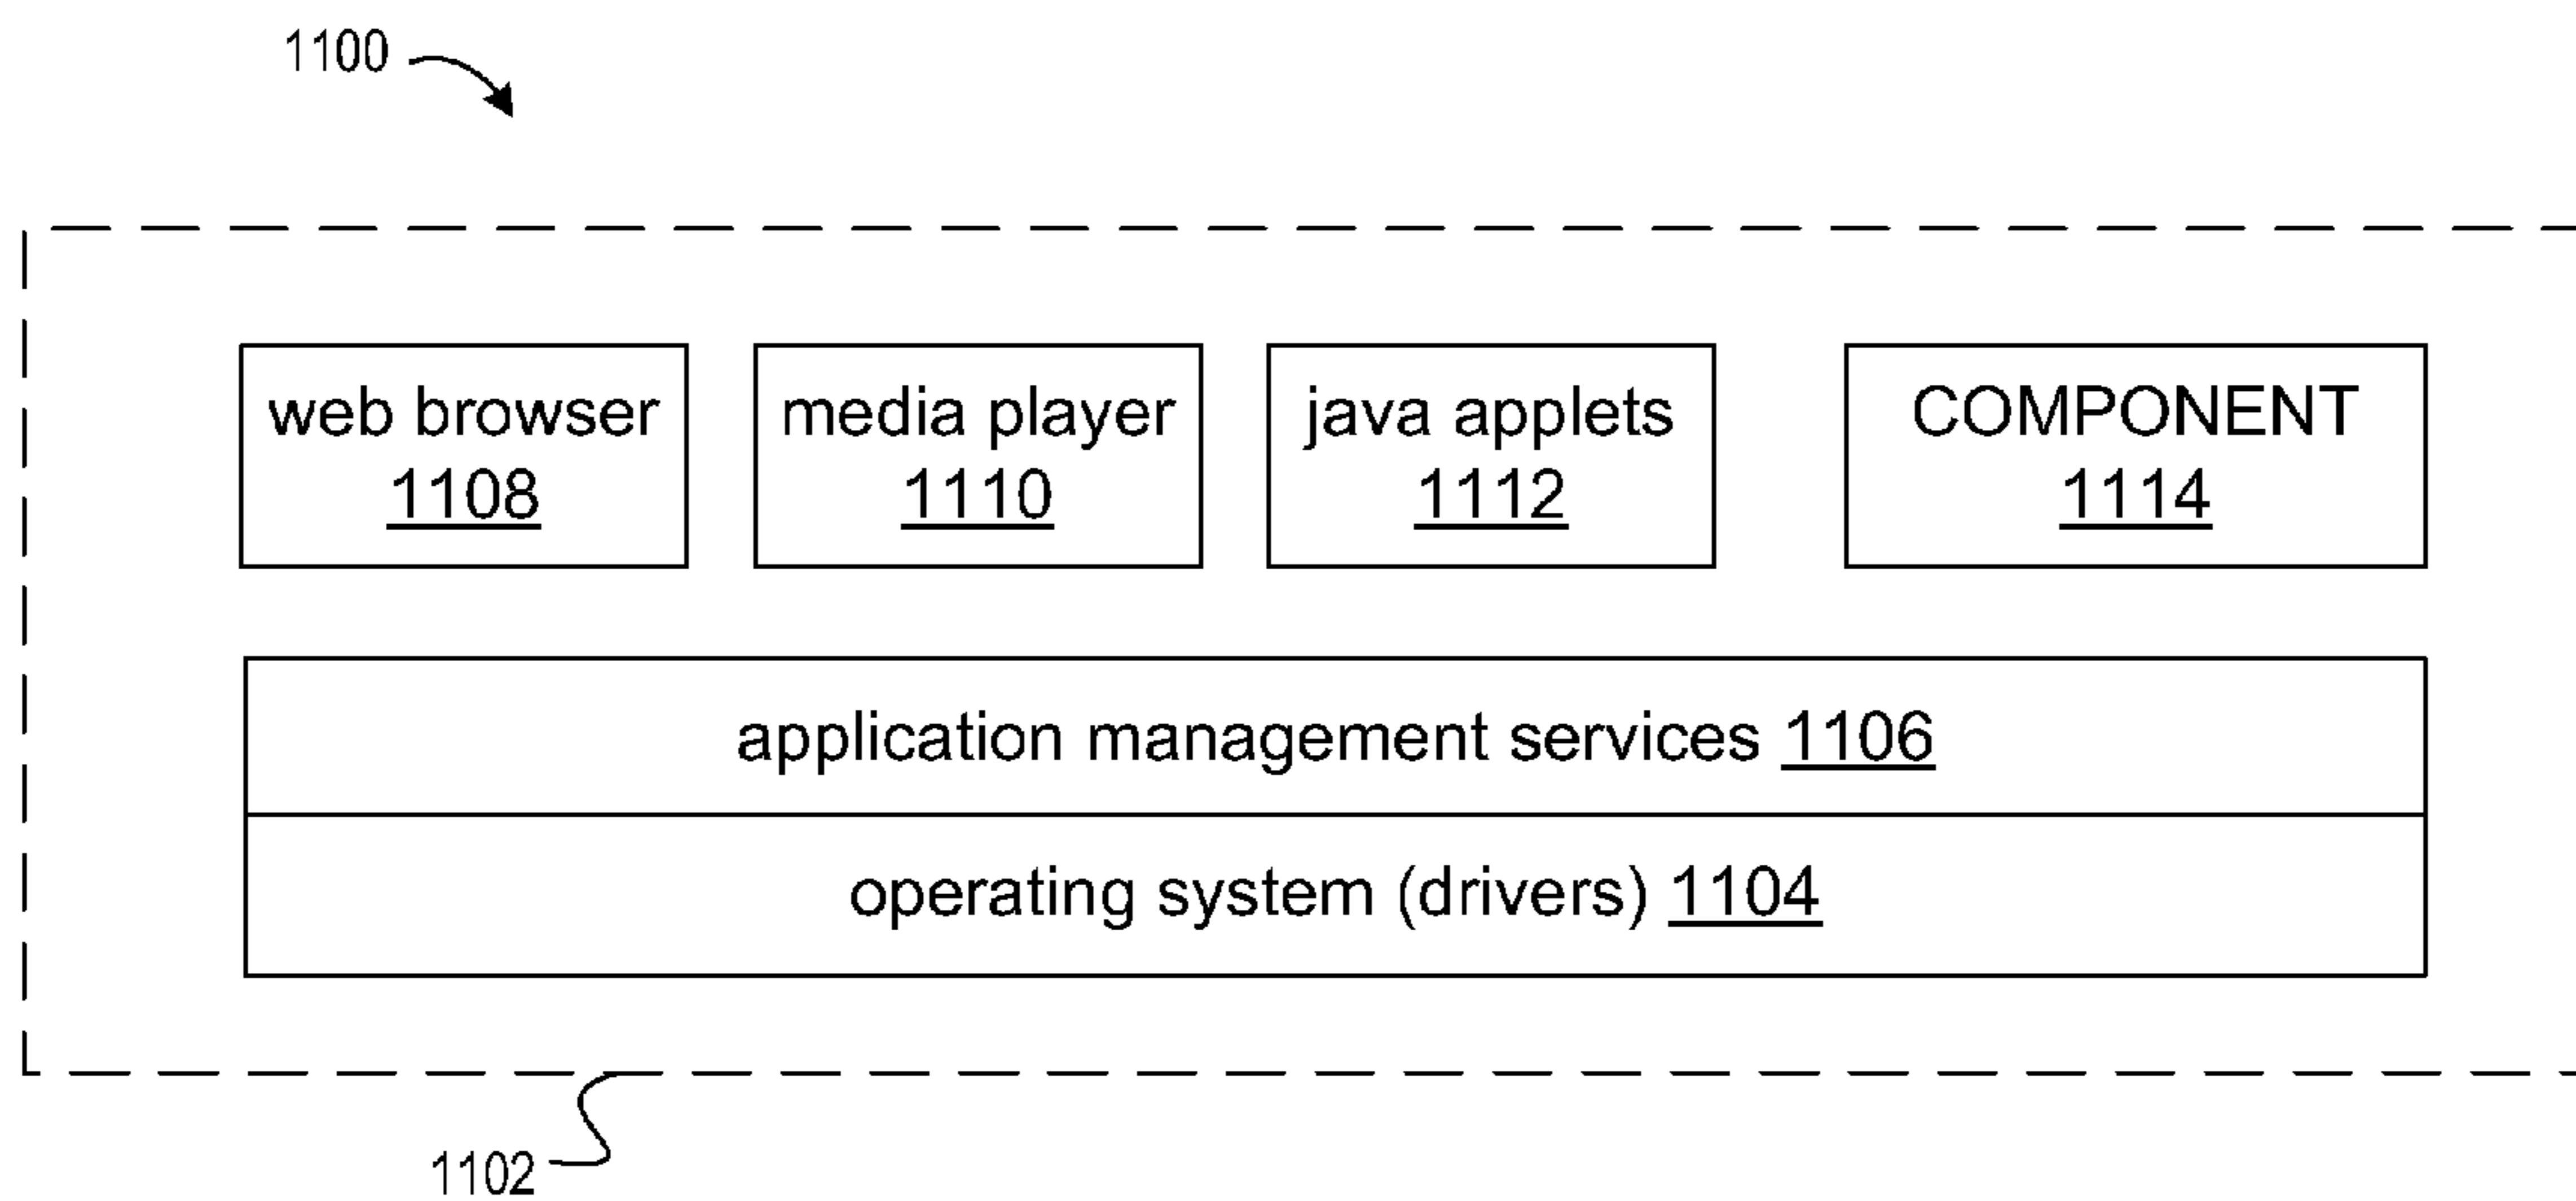 1100
web browser
1108
media player
1110
java applets
1112
COMPONENT
1114
application management services 1106
operating system (drivers) 1104
1102